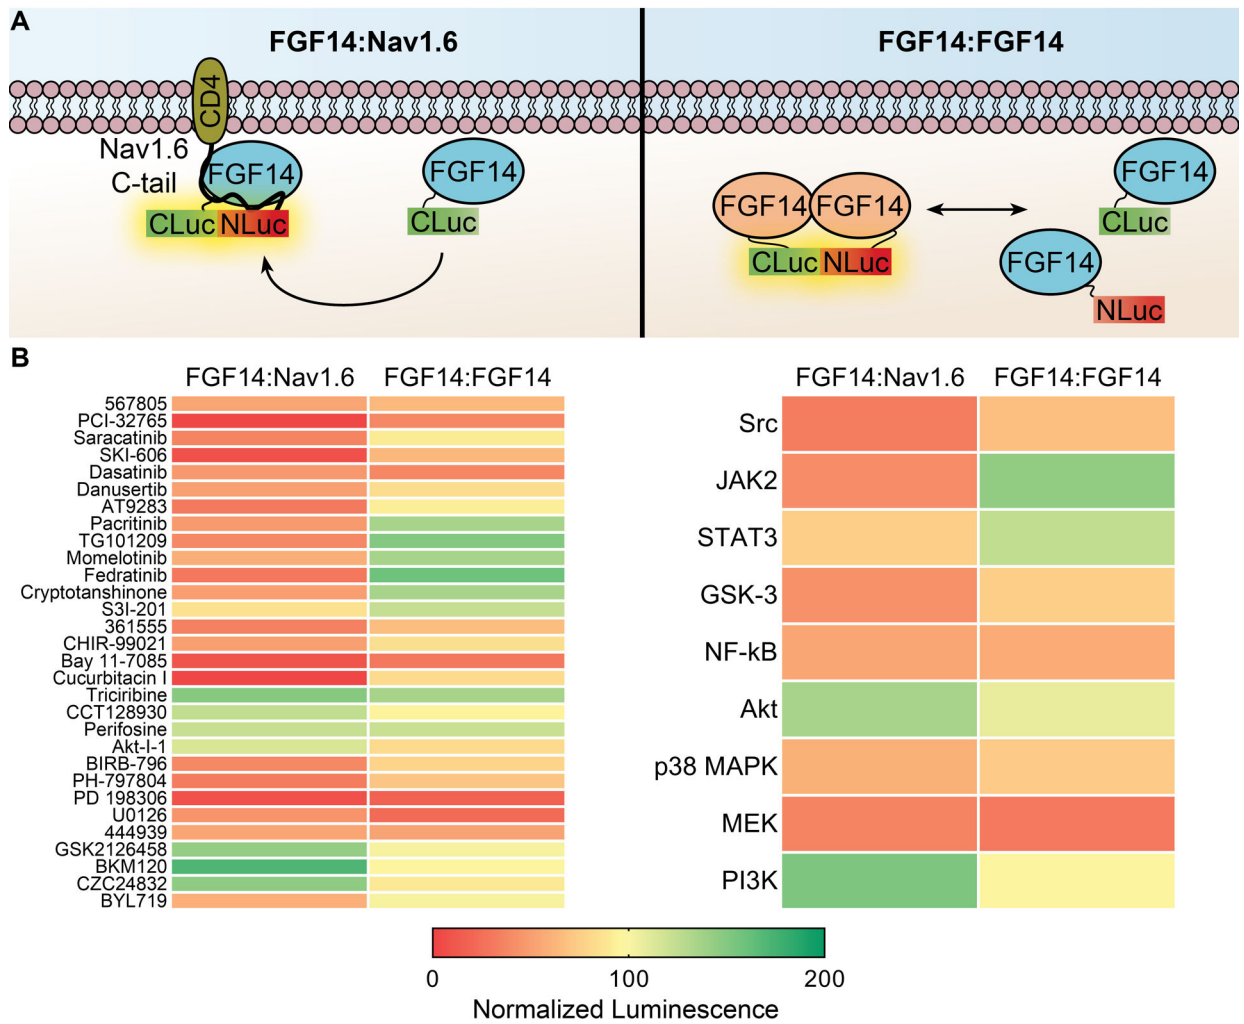 A
FGF14:Nav1.6
FGF14:FGF14
CD4
Nav1.6
C-tail
FGF14
CLuc NLuc
FGF14
CLuc
FGF14 FGF14
CLuc NLuc
FGF14
CLuc
FGF14
NLuc
B
FGF14:Nav1.6 FGF14:FGF14
567805
PCI-32765
Saracatinib
SKI-606
Dasatinib
Danusertib
AT9283
Pacritinib
TG101209
Momelotinib
Fedratinib
Cryptotanshinone
S3I-201
361555
CHIR-99021
Bay 11-7085
Cucurbitacin I
Triciribine
CCT128930
Perifosine
Akt-I-1
BIRB-796
PH-797804
PD 198306
U0126
444939
GSK2126458
BKM120
CZC24832
BYL719
FGF14:Nav1.6 FGF14:FGF14
Src
JAK2
STAT3
GSK-3
NF-kB
Akt
p38 MAPK
MEK
PI3K
0 100 200
Normalized Luminescence